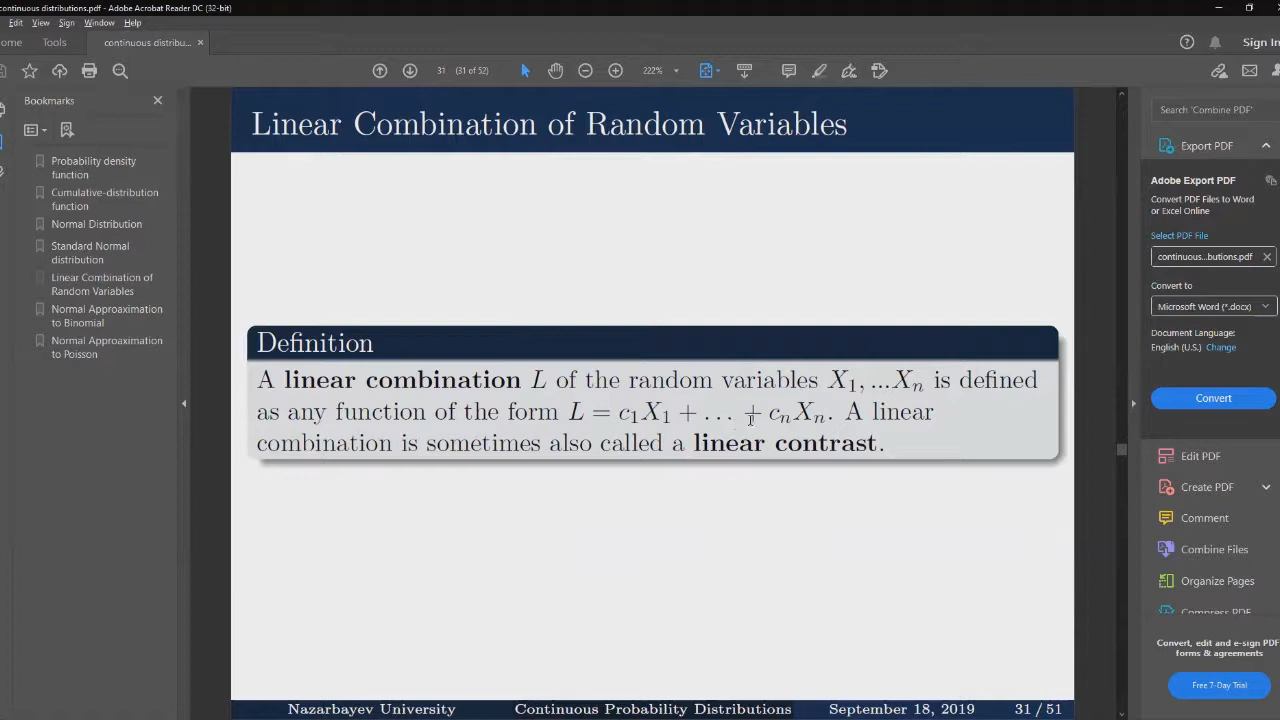 continuous distributions.pdf - Adobe Acrobat Reader DC (32-bit)
Edit View Sign Window Help
ome Tools continuous distribu... × Sign In
31 (31 of 52) 222%
Bookmarks
Probability density
function
Cumulative-distribution
function
Normal Distribution
Standard Normal
distribution
Linear Combination of
Random Variables
Normal Approximation
to Binomial
Normal Approximation
to Poisson
Linear Combination of Random Variables
Definition
A linear combination L of the random variables X₁, ...Xₙ is defined
as any function of the form L = c₁X₁ + … + cₙXₙ. A linear
combination is sometimes also called a linear contrast.
Nazarbayev University Continuous Probability Distributions September 18, 2019 31 / 51
Search 'Combine PDF'
Export PDF
Adobe Export PDF
Convert PDF Files to Word
or Excel Online
Select PDF File
continuous...butions.pdf ×
Convert to
Microsoft Word (*.docx)
Document Language:
English (U.S.) Change
Convert
Edit PDF
Create PDF
Comment
Combine Files
Organize Pages
Compress PDF
Convert, edit and e-sign PDF
forms & agreements
Free 7-Day Trial